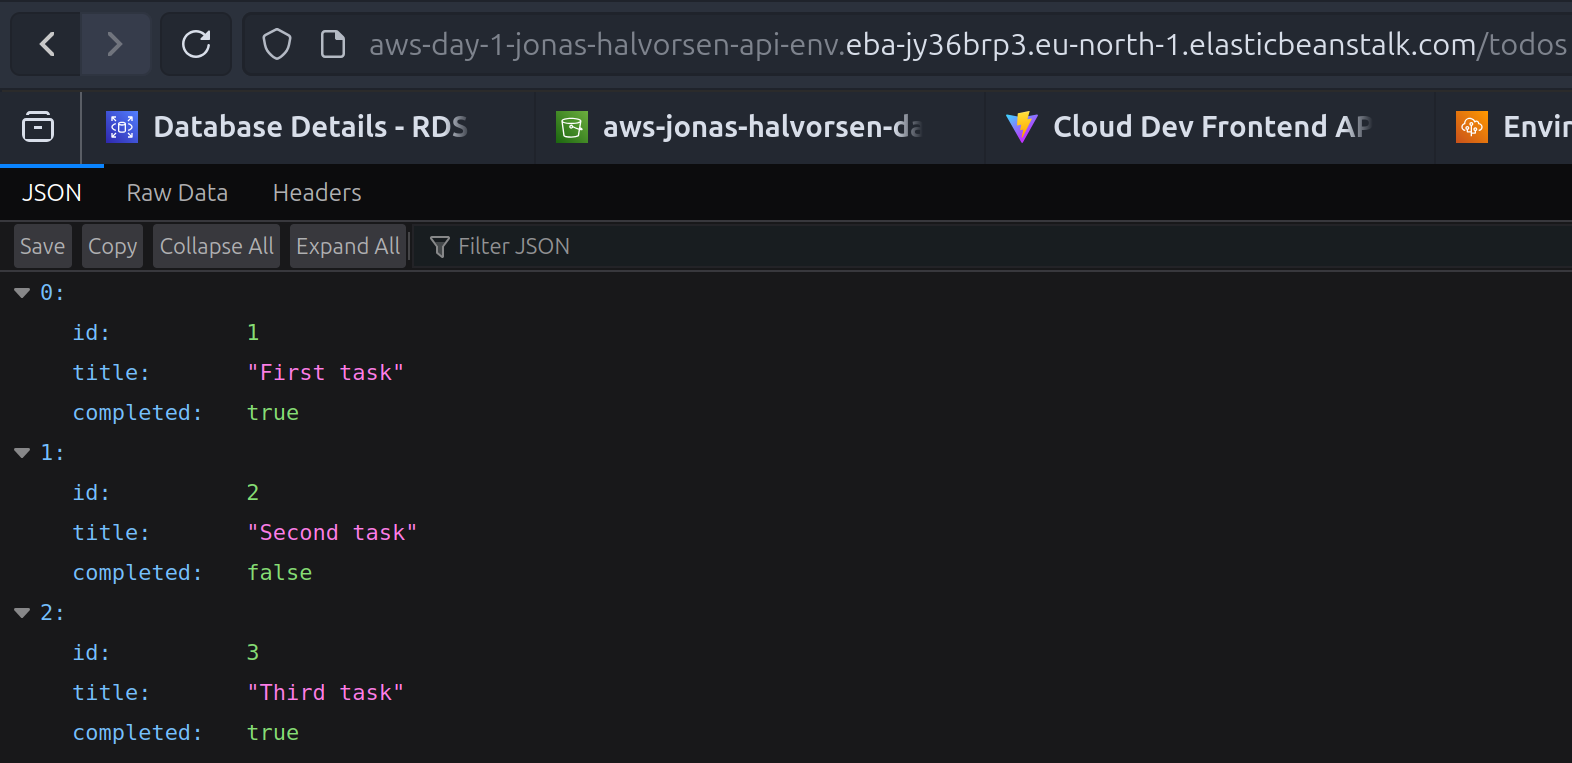 aws-day-1-jonas-halvorsen-api-env.eba-jy36brp3.eu-north-1.elasticbeanstalk.com/todos
Database Details - RDS aws-jonas-halvorsen-da Cloud Dev Frontend AP Envir
JSON Raw Data Headers
Save Copy Collapse All Expand All Filter JSON
0:
id: 1
title: "First task"
completed: true
1:
id: 2
title: "Second task"
completed: false
2:
id: 3
title: "Third task"
completed: true